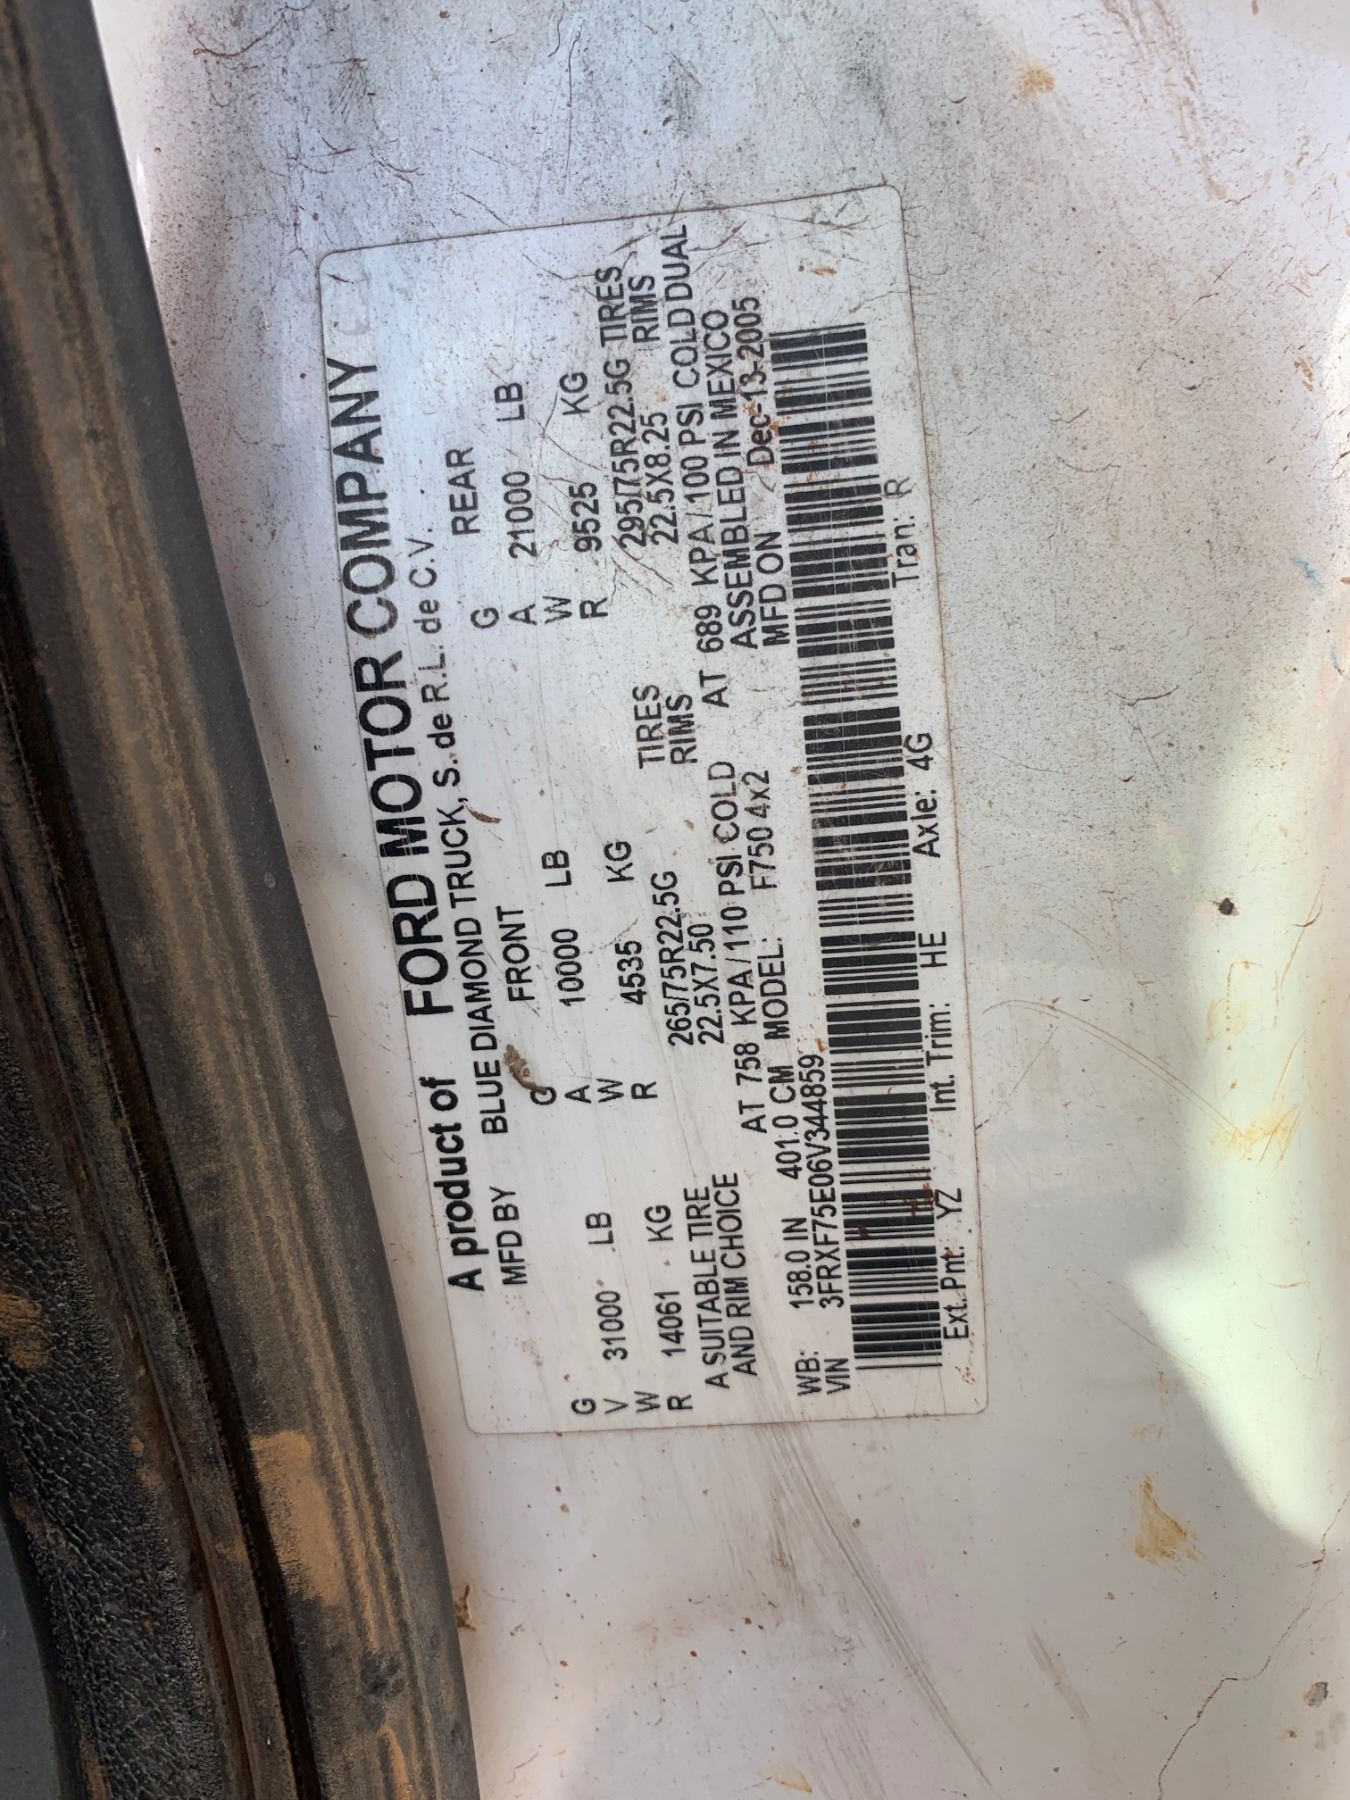 A product of FORD MOTOR COMPANY
MFD BY BLUE DIAMOND TRUCK, S. de R.L. de C.V.
FRONT REAR
G G G
V 31000 LB A 10000 LB A 21000 LB
W W W
R 14061 KG R 4535 KG R 9525 KG
A SUITABLE TIRE 265/75R22.5G TIRES 295/75R22.5G TIRES
AND RIM CHOICE 22.5X7.50 RIMS 22.5X8.25 RIMS
AT 758 KPA/110 PSI COLD AT 689 KPA/100 PSI COLD DUAL
WB: 158.0 IN 401.0 CM MODEL: F750 4x2 ASSEMBLED IN MEXICO
VIN 3FRXF75E06V344859 MFD ON Dec-13-2005
Ext. Pnt: YZ Int. Trim: HE Axle: 4G Tran: R